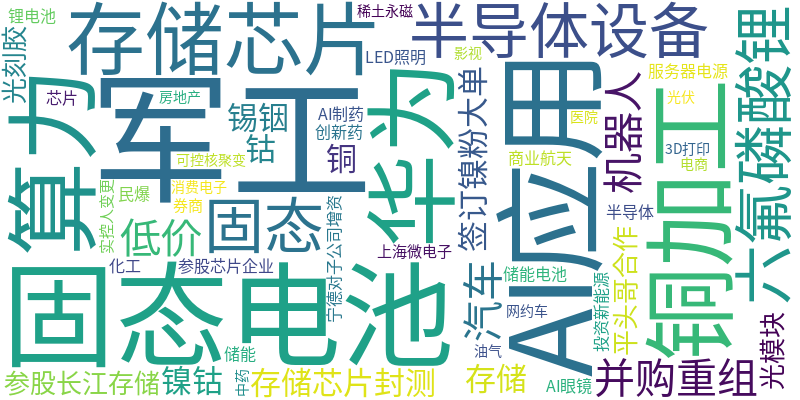 锂电池
存储芯片
稀土永磁
半导体设备
光刻胶
LED照明
影视
服务器电源
六氟磷酸锂
芯片
房地产
军工
算力
锡铟
钴
AI制药
创新药
铜
华为
签订镍粉大单
AI应用
医院
机器人
光伏
3D打印
电商
铜加工
可控核聚变
商业航天
实控人变更
民爆
消费电子
券商
低价
固态
宁德对子公司增资
半导体
上海微电子
化工
参股芯片企业
固态电池
汽车
储能电池
网约车
油气
投资新能源
平头哥合作
光模块
储能
参股长江存储
镍钴
中药
存储芯片封测
存储
AI眼镜
并购重组